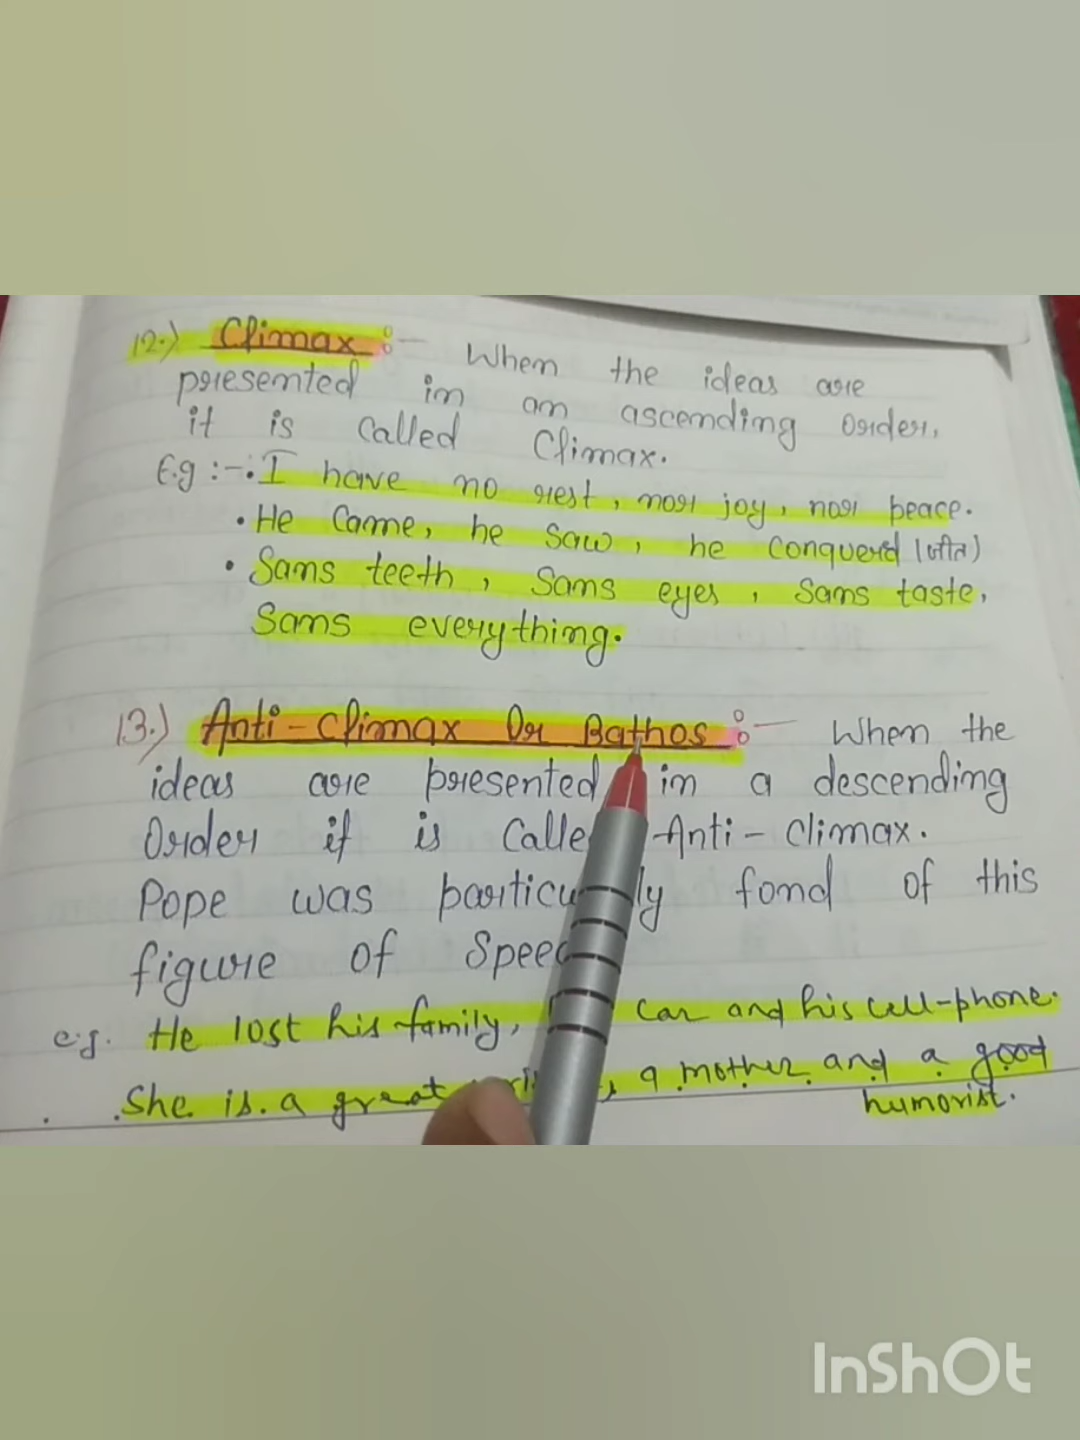 12.) Climax :- When the ideas are
presented in an ascending order,
it is called Climax.
E.g :- • I have no rest, nor joy, nor peace.
• He Came, he saw, he conquered (जीत)
• Sans teeth, Sans eyes, Sans taste,
Sans everything.
13.) Anti-Climax Or Bathos :- When the
ideas are presented in a descending
Order it is Calle Anti-Climax.
Pope was particu ly fond of this
figure of Speec
e.g. He lost his family, car and his cell-phone.
She is a great a mother and a good
humorist.
InShOt